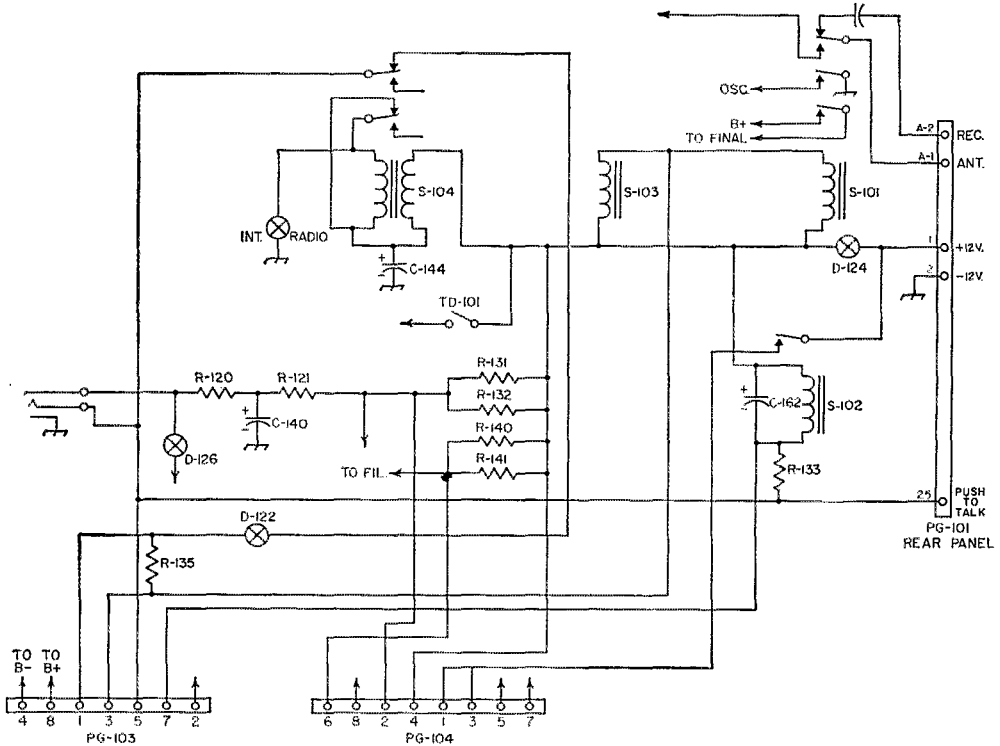 OSC.
B+
TO FINAL
A-2 REC.
A-1 ANT.
S-104
S-103
S-101
INT. RADIO
+
-
C-144
D-124
1 +12V.
2 -12V.
TD-101
R-131
R-120
R-121
R-132
+
-
C-140
R-140
+
-
C-162
S-102
D-126
R-141
TO FIL.
R-133
25 PUSH TO TALK
D-122
PG-101
REAR PANEL
R-135
TO B-
TO B+
4 8 1 3 5 7 2
6 8 2 4 1 3 5 7
PG-103
PG-104